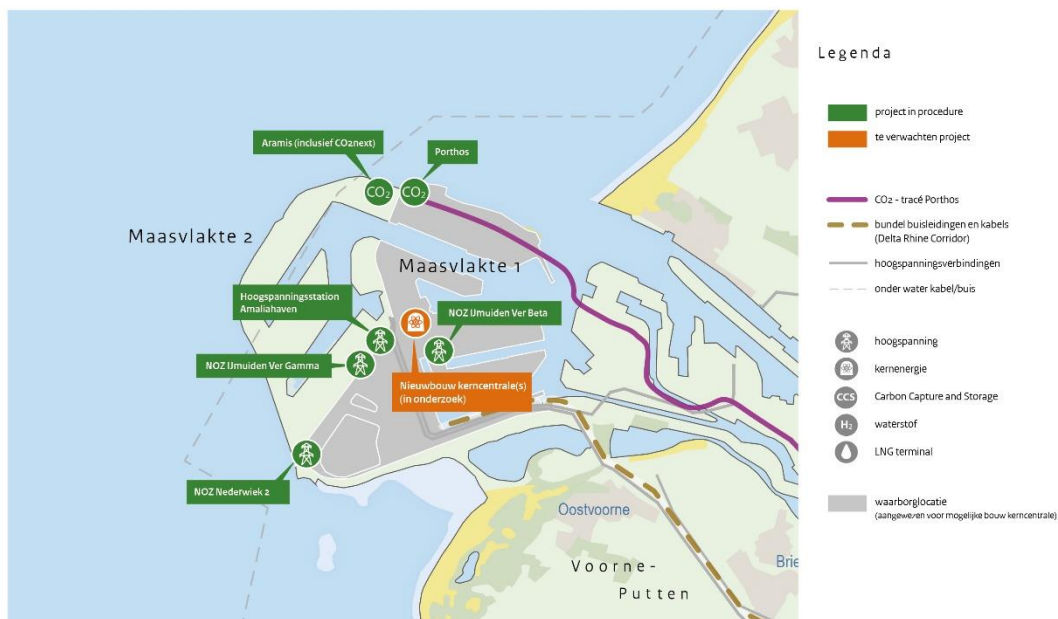 Aramis (inclusief CO2next)
Porthos
CO₂
CO₂
Maasvlakte 2
Maasvlakte 1
Hoogspanningsstation
Amaliahaven
NOZ IJmuiden Ver Beta
NOZ IJmuiden Ver Gamma
Nieuwbouw kerncentrale(s)
(in onderzoek)
NOZ Nederwiek 2
Oostvoorne
Voorne-
Putten
Brie
Legenda
project in procedure
te verwachten project
CO₂ - tracé Porthos
bundel buisleidingen en kabels
(Delta Rhine Corridor)
hoogspanningsverbindingen
onder water kabel/buis
hoogspanning
kernenergie
CCS Carbon Capture and Storage
H₂ waterstof
LNG terminal
waarborglocatie
(aangewezen voor mogelijke bouw kerncentrale)